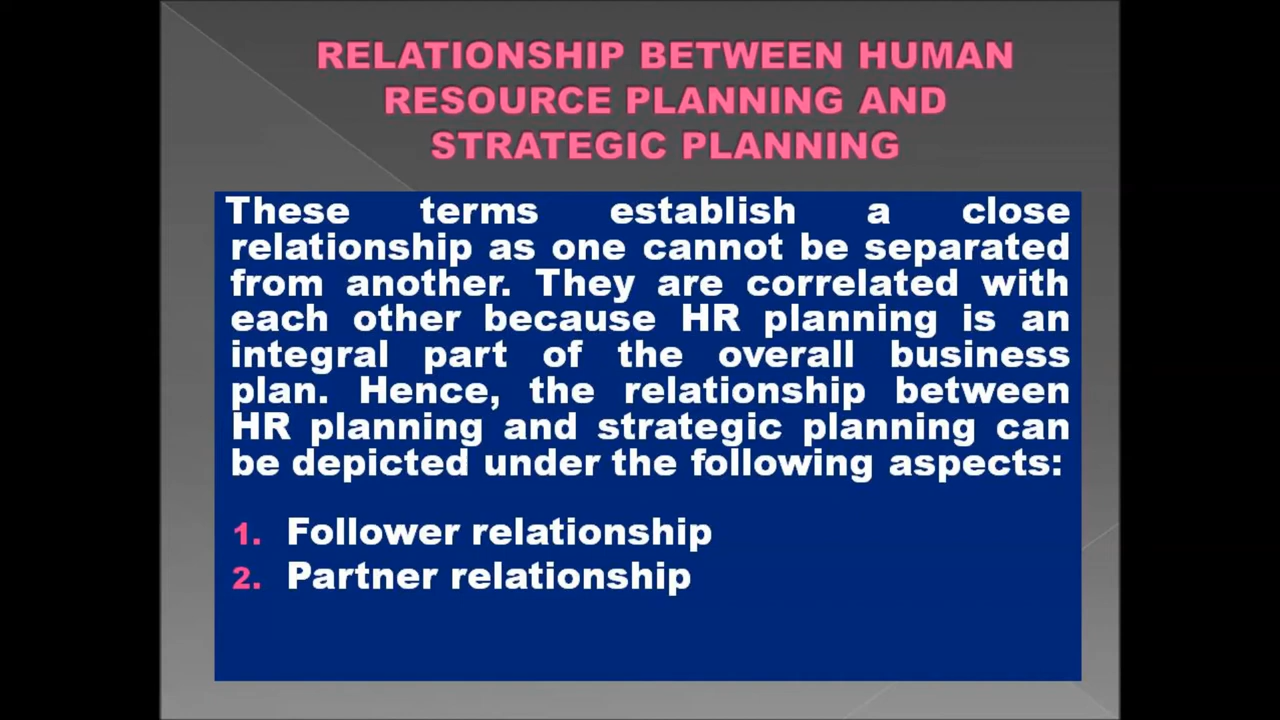 RELATIONSHIP BETWEEN HUMAN
RESOURCE PLANNING AND
STRATEGIC PLANNING
These terms establish a close
relationship as one cannot be separated
from another. They are correlated with
each other because HR planning is an
integral part of the overall business
plan. Hence, the relationship between
HR planning and strategic planning can
be depicted under the following aspects:
1. Follower relationship
2. Partner relationship